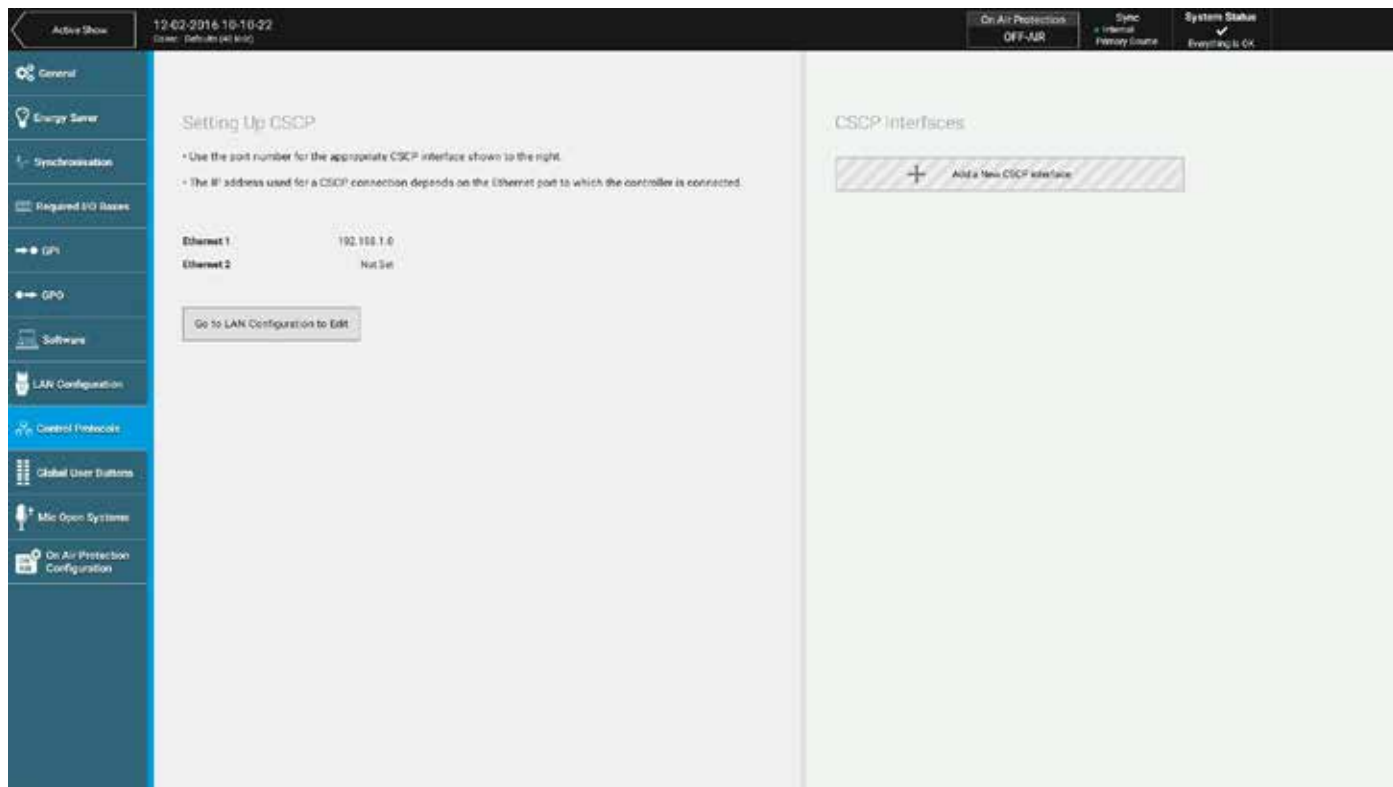 Active Show
12-02-2016 10-10-22
On Air Protection
OFF-AIR
Sync
Internal
Primary Source
System Status
Everything is OK
General
Energy Saver
Synchronisation
Required I/O Boxes
GPI
GPO
Software
LAN Configuration
Control Protocols
Global User Buttons
Mic Open Systems
On Air Protection
Configuration
Setting Up CSCP
• Use the port number for the appropriate CSCP interface shown to the right.
• The IP address used for a CSCP connection depends on the Ethernet port to which the controller is connected.
Ethernet 1 192.168.1.0
Ethernet 2 Not Set
Go to LAN Configuration to Edit
CSCP Interfaces
+ Add a New CSCP interface